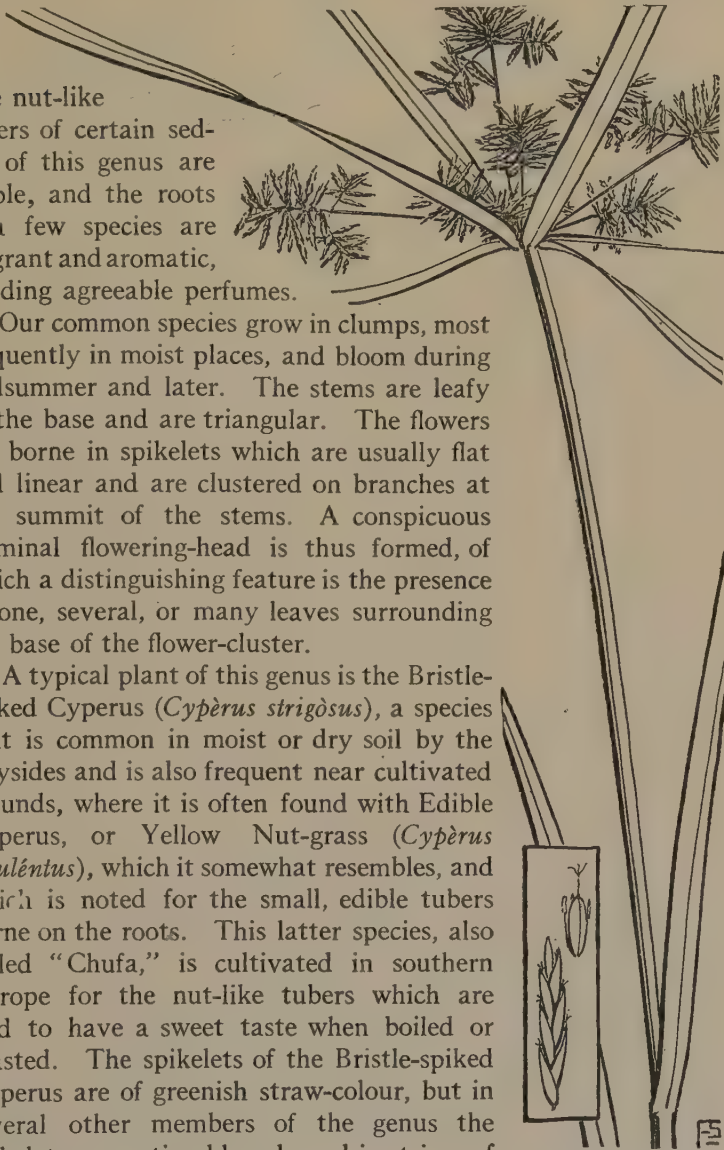 nut-like
ers of certain sed-
of this genus are
ble, and the roots
a few species are
grant and aromatic,
ding agreeable perfumes.
Our common species grow in clumps, most
quently in moist places, and bloom during
dsummer and later. The stems are leafy
the base and are triangular. The flowers
borne in spikelets which are usually flat
l linear and are clustered on branches at
summit of the stems. A conspicuous
minal flowering-head is thus formed, of
ich a distinguishing feature is the presence
one, several, or many leaves surrounding
base of the flower-cluster.
A typical plant of this genus is the Bristle-
ked Cyperus (Cypèrus strigòsus), a species
t is common in moist or dry soil by the
ysides and is also frequent near cultivated
unds, where it is often found with Edible
perus, or Yellow Nut-grass (Cypèrus
uléntus), which it somewhat resembles, and
ich is noted for the small, edible tubers
rne on the roots. This latter species, also
led "Chufa," is cultivated in southern
rope for the nut-like tubers which are
d to have a sweet taste when boiled or
sted. The spikelets of the Bristle-spiked
perus are of greenish straw-colour, but in
eral other members of the genus the